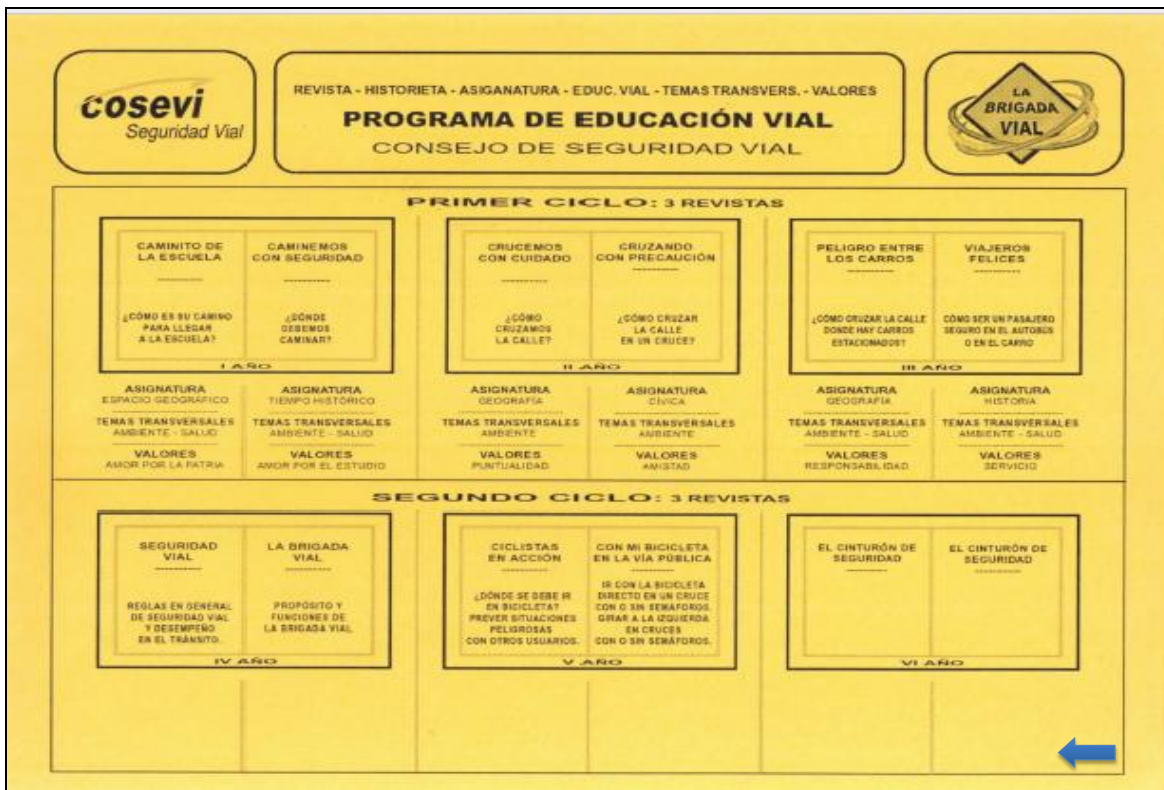 cosevi
Seguridad Vial
REVISTA - HISTORIETA - ASIGANATURA - EDUC. VIAL - TEMAS TRANSVERS. - VALORES
PROGRAMA DE EDUCACIÓN VIAL
CONSEJO DE SEGURIDAD VIAL
LA
BRIGADA
VIAL
PRIMER CICLO: 3 REVISTAS
CAMINITO DE
LA ESCUELA
----------
¿CÓMO ES SU CAMINO
PARA LLEGAR
A LA ESCUELA?
CAMINEMOS
CON SEGURIDAD
----------
¿DÓNDE
DEBEMOS
CAMINAR?
I AÑO
CRUCEMOS
CON CUIDADO
----------
¿CÓMO
CRUZAMOS
LA CALLE?
CRUZANDO
CON PRECAUCIÓN
----------
¿CÓMO CRUZAR
LA CALLE
EN UN CRUCE?
II AÑO
PELIGRO ENTRE
LOS CARROS
----------
¿CÓMO CRUZAR LA CALLE
DONDE HAY CARROS
ESTACIONADOS?
VIAJEROS
FELICES
----------
CÓMO SER UN PASAJERO
SEGURO EN EL AUTOBÚS
O EN EL CARRO
III AÑO
ASIGNATURA
ESPACIO GEOGRÁFICO
TEMAS TRANSVERSALES
AMBIENTE - SALUD
VALORES
AMOR POR LA PATRIA
ASIGNATURA
TIEMPO HISTÓRICO
TEMAS TRANSVERSALES
AMBIENTE - SALUD
VALORES
AMOR POR EL ESTUDIO
ASIGNATURA
GEOGRAFÍA
TEMAS TRANSVERSALES
AMBIENTE
VALORES
PUNTUALIDAD
ASIGNATURA
CÍVICA
TEMAS TRANSVERSALES
AMBIENTE
VALORES
AMISTAD
ASIGNATURA
GEOGRAFÍA
TEMAS TRANSVERSALES
AMBIENTE - SALUD
VALORES
RESPONSABILIDAD
ASIGNATURA
HISTORIA
TEMAS TRANSVERSALES
AMBIENTE - SALUD
VALORES
SERVICIO
SEGUNDO CICLO: 3 REVISTAS
SEGURIDAD
VIAL
----------
REGLAS EN GENERAL
DE SEGURIDAD VIAL
Y DESEMPEÑO
EN EL TRÁNSITO.
LA BRIGADA
VIAL
----------
PROPÓSITO Y
FUNCIONES DE
LA BRIGADA VIAL
IV AÑO
CICLISTAS
EN ACCIÓN
----------
¿DÓNDE SE DEBE IR
EN BICICLETA?
PREVER SITUACIONES
PELIGROSAS
CON OTROS USUARIOS.
CON MI BICICLETA
EN LA VÍA PÚBLICA
----------
IR CON LA BICICLETA
DIRECTO EN UN CRUCE
CON O SIN SEMÁFOROS.
GIRAR A LA IZQUIERDA
EN CRUCES
CON O SIN SEMÁFOROS.
V AÑO
EL CINTURÓN DE
SEGURIDAD
----------
EL CINTURÓN DE
SEGURIDAD
----------
VI AÑO